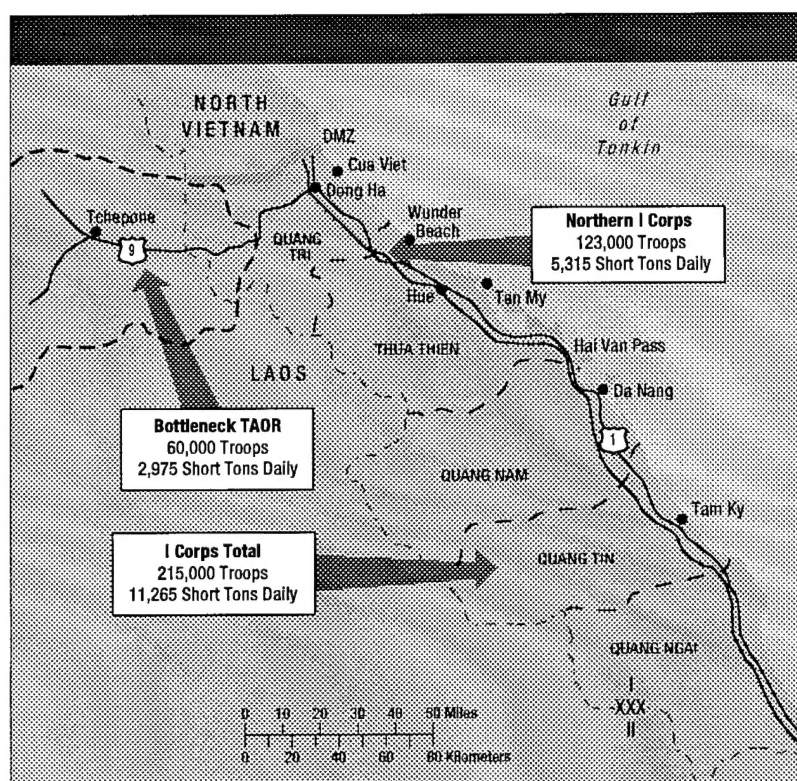 NORTH
VIETNAM
Gulf
of
Tonkin
DMZ
Cua Viet
Dong Ha
Tchepone
9
QUANG
TRI
Wunder
Beach
Northern I Corps
123,000 Troops
5,315 Short Tons Daily
Hue
Tan My
THUA THIEN
Hai Van Pass
LAOS
Da Nang
Bottleneck TAOR
60,000 Troops
2,975 Short Tons Daily
1
QUANG NAM
Tam Ky
I Corps Total
215,000 Troops
11,265 Short Tons Daily
QUANG TIN
QUANG NGAI
I
XXX
II
0 10 20 30 40 50 Miles
0 20 40 60 80 Kilometers